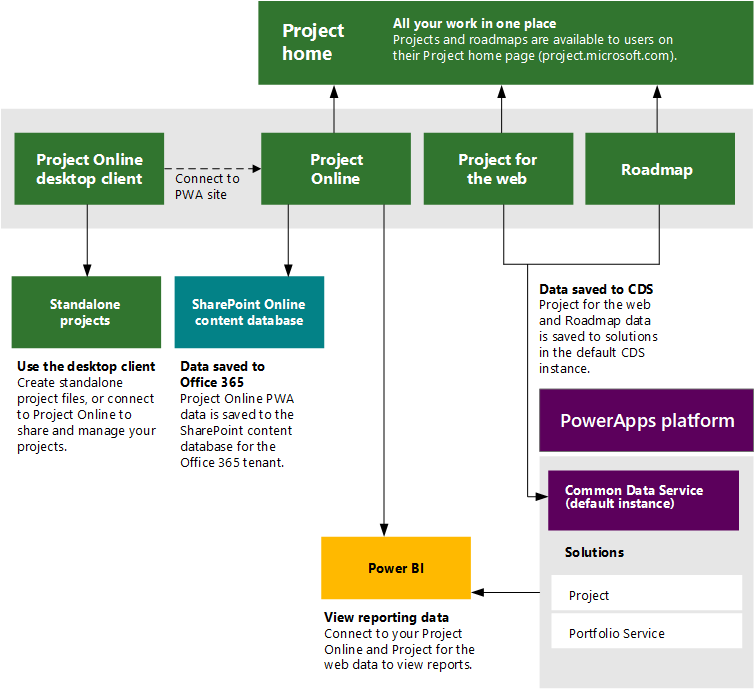 Project
home
All your work in one place
Projects and roadmaps are available to users on
their Project home page (project.microsoft.com).
Project Online
desktop client
Connect to
PWA site
Project
Online
Project for
the web
Roadmap
Standalone
projects
Use the desktop client
Create standalone
project files, or connect
to Project Online to
share and manage your
projects.
SharePoint Online
content database
Data saved to
Office 365
Project Online PWA
data is saved to the
SharePoint content
database for the
Office 365 tenant.
Data saved to CDS
Project for the web
and Roadmap data
is saved to solutions
in the default CDS
instance.
PowerApps platform
Common Data Service
(default instance)
Solutions
Project
Portfolio Service
Power BI
View reporting data
Connect to your Project
Online and Project for the
web data to view reports.